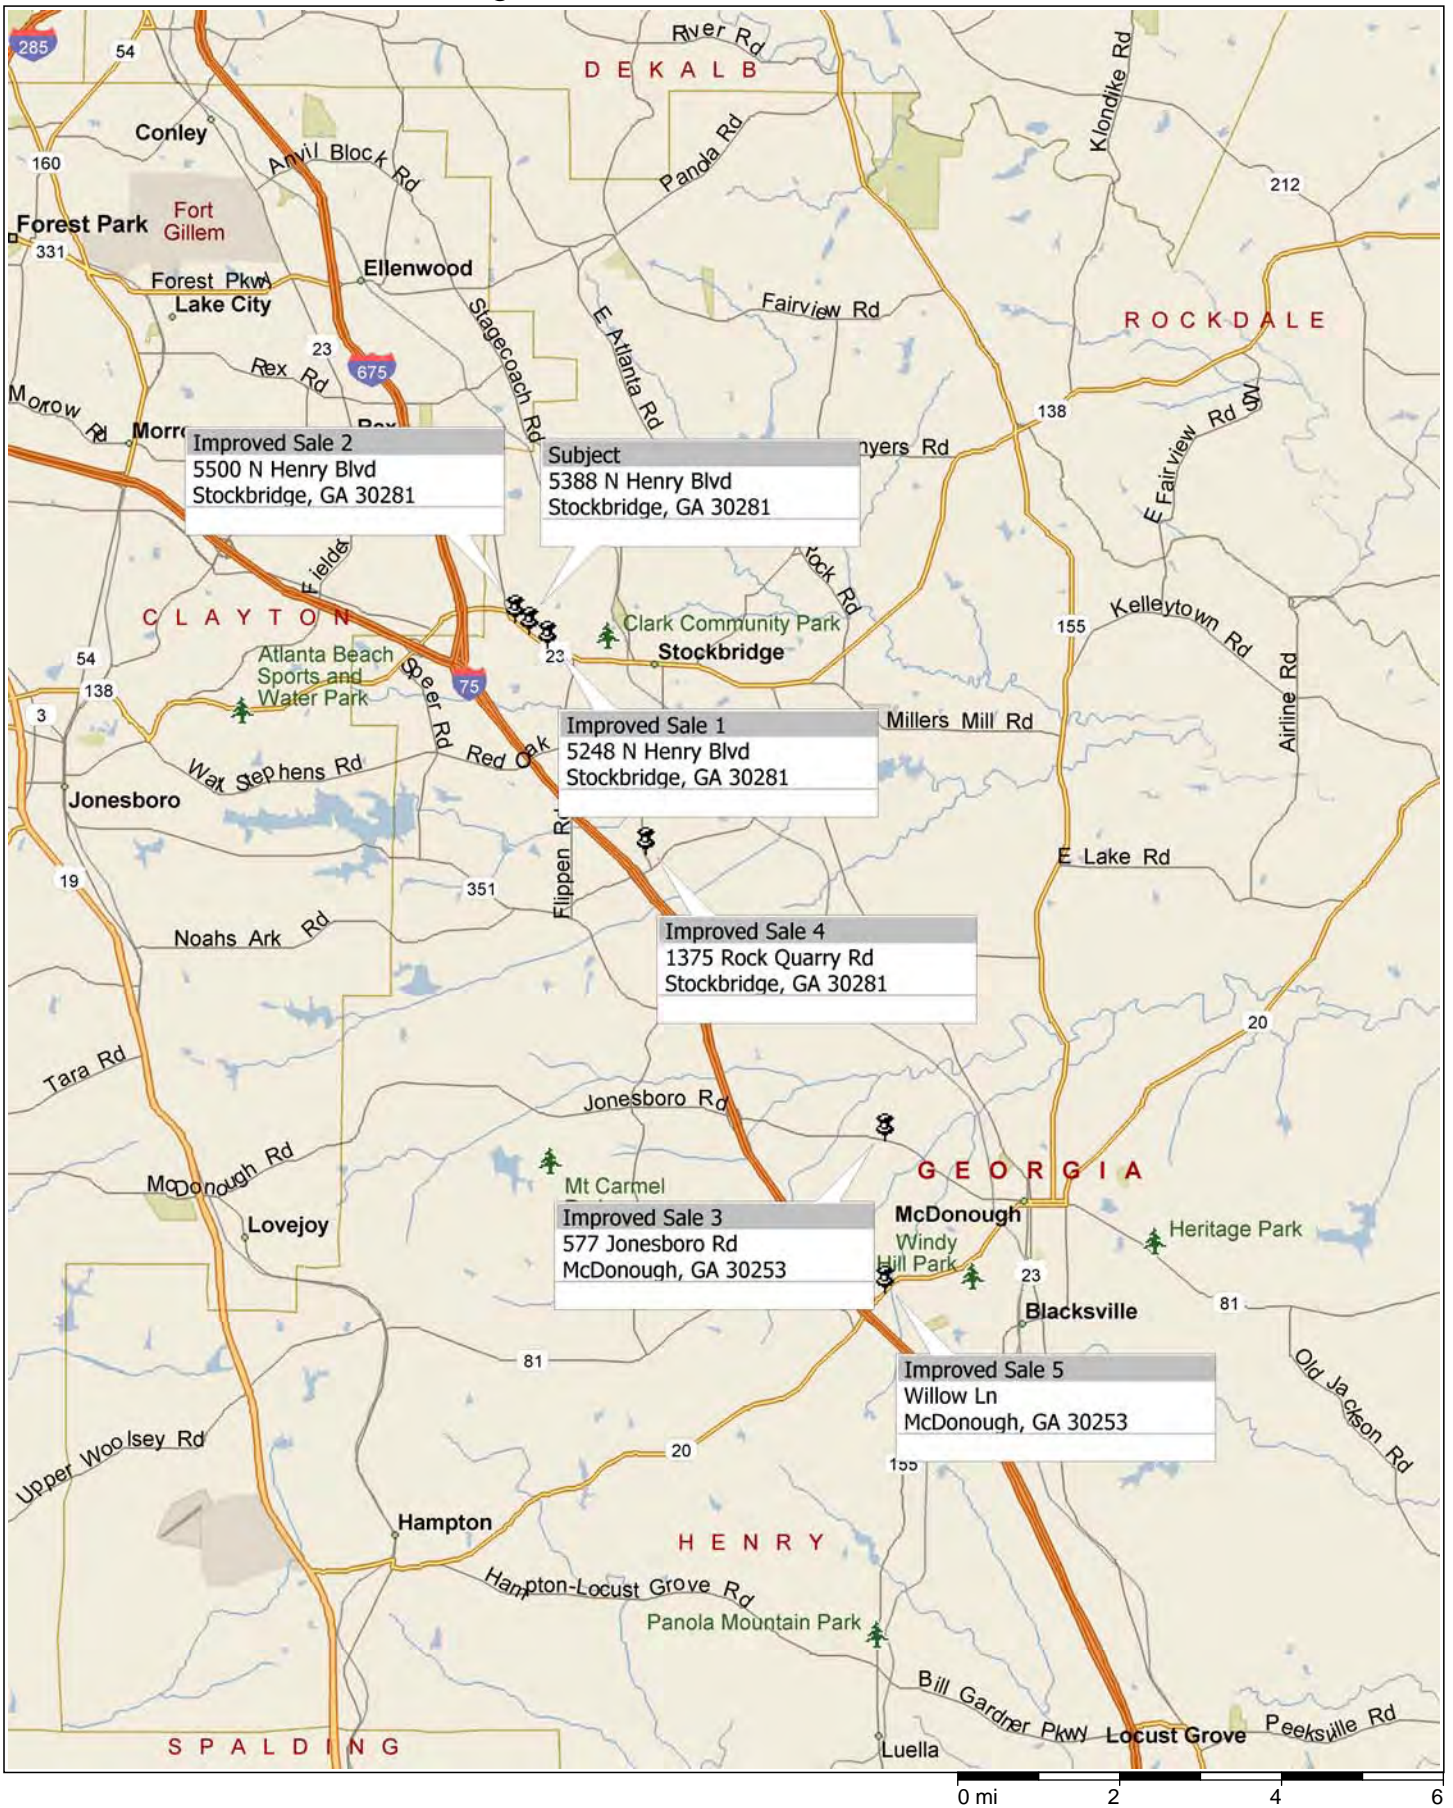 River Rd
285
54
DEKALB
Klondike Rd
Conley
Anvil Block Rd
Panola Rd
160
212
Fort
Gillem
Forest Park
331
Ellenwood
Forest Pkwy
Lake City
Fairview Rd
Stagecoach Rd
E Atlanta Rd
ROCKDALE
23
675
Rex Rd
Morrow Rd
138
E Fairview Rd SW
Improved Sale 2
5500 N Henry Blvd
Stockbridge, GA 30281
Subject
5388 N Henry Blvd
Stockbridge, GA 30281
nyers Rd
Rock Rd
CLAYTON
Clark Community Park
Kelleytown Rd
155
23
Stockbridge
54
Atlanta Beach
Sports and
Water Park
Speer Rd
75
138
3
Airline Rd
Improved Sale 1
5248 N Henry Blvd
Stockbridge, GA 30281
Millers Mill Rd
Red Oak
Walt Stephens Rd
Jonesboro
Flippen Rd
E Lake Rd
19
351
Noahs Ark Rd
Improved Sale 4
1375 Rock Quarry Rd
Stockbridge, GA 30281
20
Tara Rd
Jonesboro Rd
McDonough Rd
GEORGIA
Mt Carmel
Improved Sale 3
577 Jonesboro Rd
McDonough, GA 30253
McDonough
Lovejoy
Heritage Park
Windy
Hill Park
23
Blacksville
81
81
Improved Sale 5
Willow Ln
McDonough, GA 30253
Old Jackson Rd
Upper Woolsey Rd
20
155
Hampton
HENRY
Hampton-Locust Grove Rd
Panola Mountain Park
Bill Gardner Pkwy
Locust Grove
Peeksville Rd
SPALDING
Luella
0 mi 2 4 6